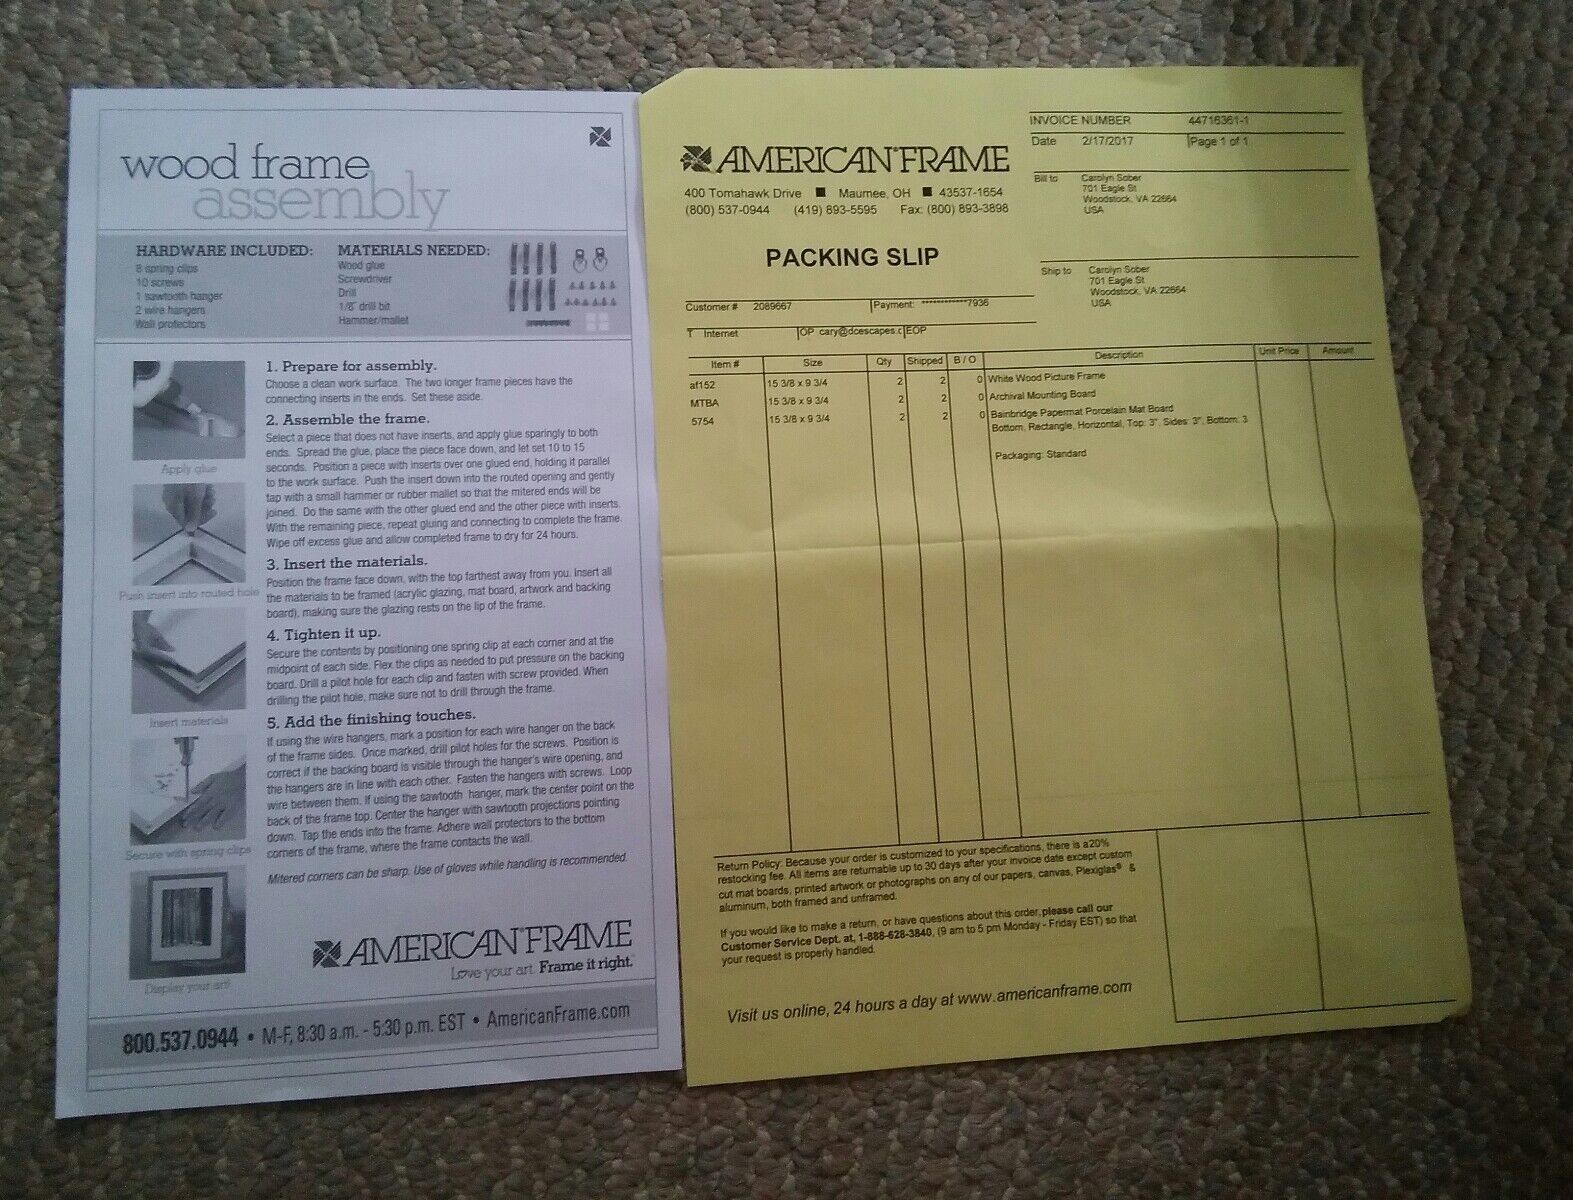 wood frame
assembly
HARDWARE INCLUDED:
8 spring clips
10 screws
1 sawtooth hanger
2 wire hangers
Wall protectors
MATERIALS NEEDED:
Wood glue
Screwdriver
Drill
1/8" drill bit
Hammer/mallet
Apply glue
Push insert into routed hole
Insert materials
Secure with spring clips
Display your art!
1. Prepare for assembly.
Choose a clean work surface. The two longer frame pieces have the
connecting inserts in the ends. Set these aside.
2. Assemble the frame.
Select a piece that does not have inserts, and apply glue sparingly to both
ends. Spread the glue, place the piece face down, and let set 10 to 15
seconds. Position a piece with inserts over one glued end, holding it parallel
to the work surface. Push the insert down into the routed opening and gently
tap with a small hammer or rubber mallet so that the mitered ends will be
joined. Do the same with the other glued end and the other piece with inserts.
With the remaining piece, repeat gluing and connecting to complete the frame.
Wipe off excess glue and allow completed frame to dry for 24 hours.
3. Insert the materials.
Position the frame face down, with the top farthest away from you. Insert all
the materials to be framed (acrylic glazing, mat board, artwork and backing
board), making sure the glazing rests on the lip of the frame.
4. Tighten it up.
Secure the contents by positioning one spring clip at each corner and at the
midpoint of each side. Flex the clips as needed to put pressure on the backing
board. Drill a pilot hole for each clip and fasten with screw provided. When
drilling the pilot hole, make sure not to drill through the frame.
5. Add the finishing touches.
If using the wire hangers, mark a position for each wire hanger on the back
of the frame sides. Once marked, drill pilot holes for the screws. Position is
correct if the backing board is visible through the hanger's wire opening, and
the hangers are in line with each other. Fasten the hangers with screws. Loop
wire between them. If using the sawtooth hanger, mark the center point on the
back of the frame top. Center the hanger with sawtooth projections pointing
down. Tap the ends into the frame. Adhere wall protectors to the bottom
corners of the frame, where the frame contacts the wall.
Mitered corners can be sharp. Use of gloves while handling is recommended.
AMERICAN FRAME
Love your art. Frame it right.
800.537.0944 • M-F, 8:30 a.m. - 5:30 p.m. EST • AmericanFrame.com
AMERICAN FRAME
400 Tomahawk Drive ■ Maumee, OH ■ 43537-1654
(800) 537-0944 (419) 893-5595 Fax: (800) 893-3898
PACKING SLIP
INVOICE NUMBER 44716361-1
Date 2/17/2017 Page 1 of 1
Bill to Carolyn Sober
701 Eagle St
Woodstock, VA 22664
USA
Ship to Carolyn Sober
701 Eagle St
Woodstock, VA 22664
USA
Customer # 2089667 Payment: ************7936
T Internet OP cary@dcescapes.c EOP
Item # Size Qty Shipped B / O Description Unit Price Amount
af152 15 3/8 x 9 3/4 2 2 0 White Wood Picture Frame
MTBA 15 3/8 x 9 3/4 2 2 0 Archival Mounting Board
5754 15 3/8 x 9 3/4 2 2 0 Bainbridge Papermat Porcelain Mat Board
Bottom, Rectangle, Horizontal, Top: 3", Sides: 3", Bottom: 3
Packaging: Standard
Return Policy: Because your order is customized to your specifications, there is a 20%
restocking fee. All items are returnable up to 30 days after your invoice date except custom
cut mat boards, printed artwork or photographs on any of our papers, canvas, Plexiglas® &
aluminum, both framed and unframed.
If you would like to make a return, or have questions about this order, please call our
Customer Service Dept. at, 1-888-628-3840, (9 am to 5 pm Monday - Friday EST) so that
your request is properly handled.
Visit us online, 24 hours a day at www.americanframe.com